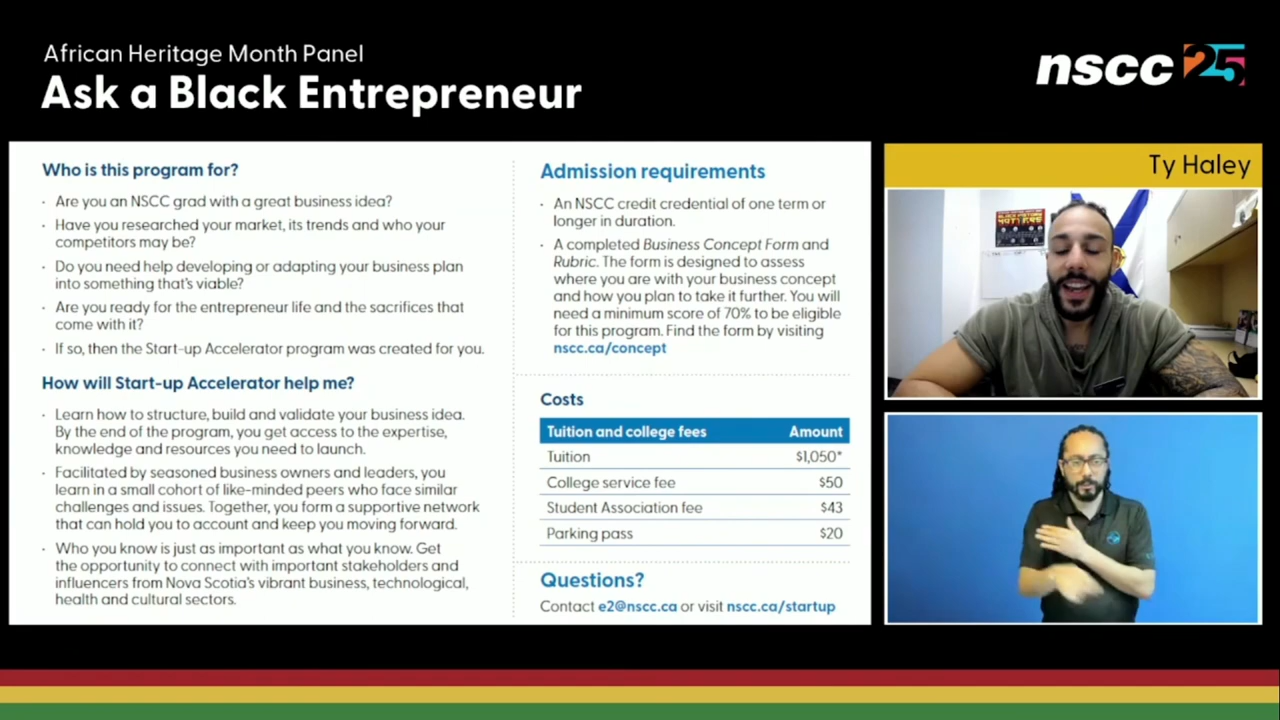 African Heritage Month Panel
Ask a Black Entrepreneur
nscc 25
Who is this program for?
· Are you an NSCC grad with a great business idea?
· Have you researched your market, its trends and who your
competitors may be?
· Do you need help developing or adapting your business plan
into something that's viable?
· Are you ready for the entrepreneur life and the sacrifices that
come with it?
· If so, then the Start-up Accelerator program was created for you.
How will Start-up Accelerator help me?
· Learn how to structure, build and validate your business idea.
By the end of the program, you get access to the expertise,
knowledge and resources you need to launch.
· Facilitated by seasoned business owners and leaders, you
learn in a small cohort of like-minded peers who face similar
challenges and issues. Together, you form a supportive network
that can hold you to account and keep you moving forward.
· Who you know is just as important as what you know. Get
the opportunity to connect with important stakeholders and
influencers from Nova Scotia's vibrant business, technological,
health and cultural sectors.
Admission requirements
· An NSCC credit credential of one term or
longer in duration.
· A completed Business Concept Form and
Rubric. The form is designed to assess
where you are with your business concept
and how you plan to take it further. You will
need a minimum score of 70% to be eligible
for this program. Find the form by visiting
nscc.ca/concept
Costs
Tuition and college fees Amount
Tuition $1,050*
College service fee $50
Student Association fee $43
Parking pass $20
Questions?
Contact e2@nscc.ca or visit nscc.ca/startup
Ty Haley